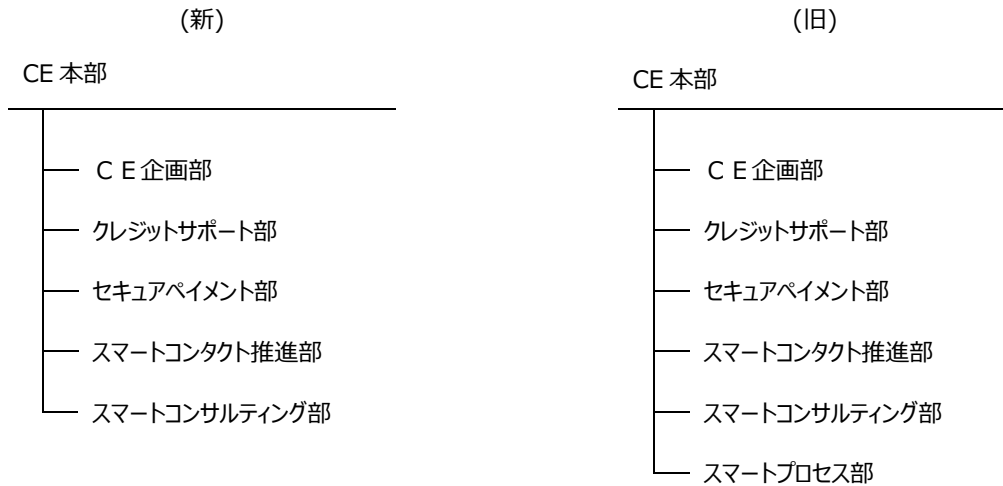 (新)
CE 本部
ＣＥ企画部
クレジットサポート部
セキュアペイメント部
スマートコンタクト推進部
スマートコンサルティング部
(旧)
CE 本部
ＣＥ企画部
クレジットサポート部
セキュアペイメント部
スマートコンタクト推進部
スマートコンサルティング部
スマートプロセス部